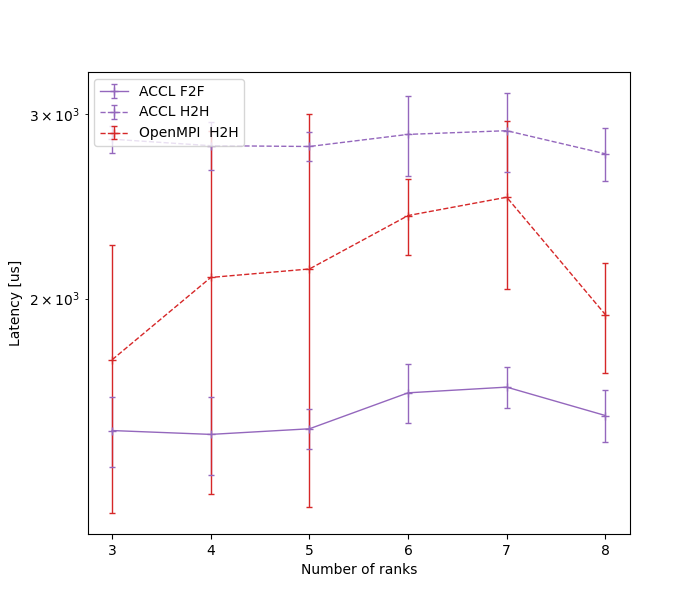 ACCL F2F
ACCL H2H
OpenMPI  H2H
3 × 10³
2 × 10³
Latency [us]
3 4 5 6 7 8
Number of ranks